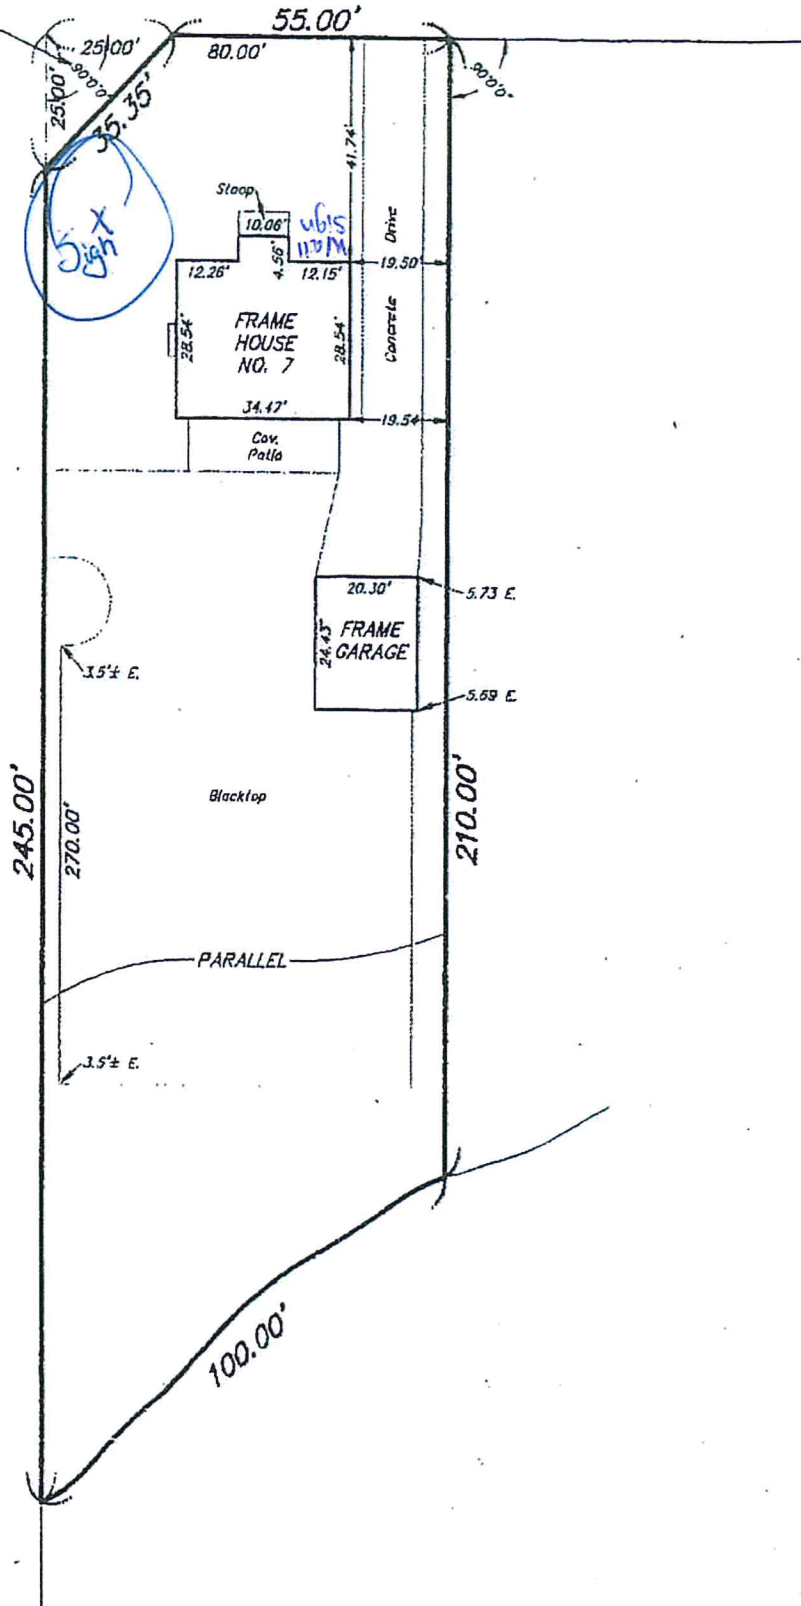 55.00'
25.00'
80.00'
25.00'
90°00'
35.35'
90°00'
41.74'
X
Sign
Stoop
10.06'
Wall
Sign
Drive
12.26'
4.56'
12.15'
19.50
FRAME
HOUSE
NO. 7
28.54'
28.54'
Concrete
34.47'
19.54
Cov.
Patio
20.30'
5.73 E.
FRAME
GARAGE
24.43'
3.5'± E.
5.69 E.
Blacktop
245.00'
270.00'
210.00'
PARALLEL
3.5'± E.
100.00'